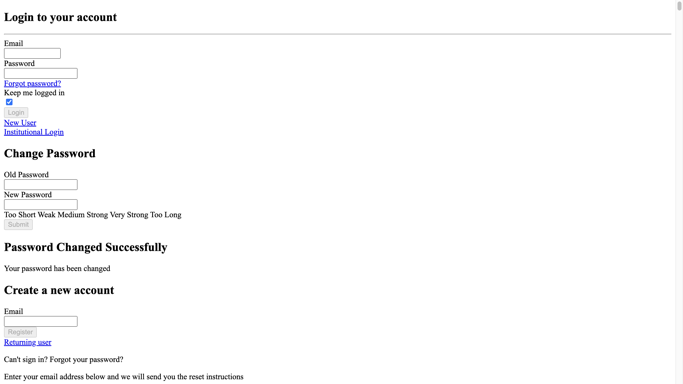 Login to your account
Email
Password
Forgot password?
Keep me logged in
Login
New User
Institutional Login
Change Password
Old Password
New Password
Too Short Weak Medium Strong Very Strong Too Long
Submit
Password Changed Successfully
Your password has been changed
Create a new account
Email
Register
Returning user
Can't sign in? Forgot your password?
Enter your email address below and we will send you the reset instructions